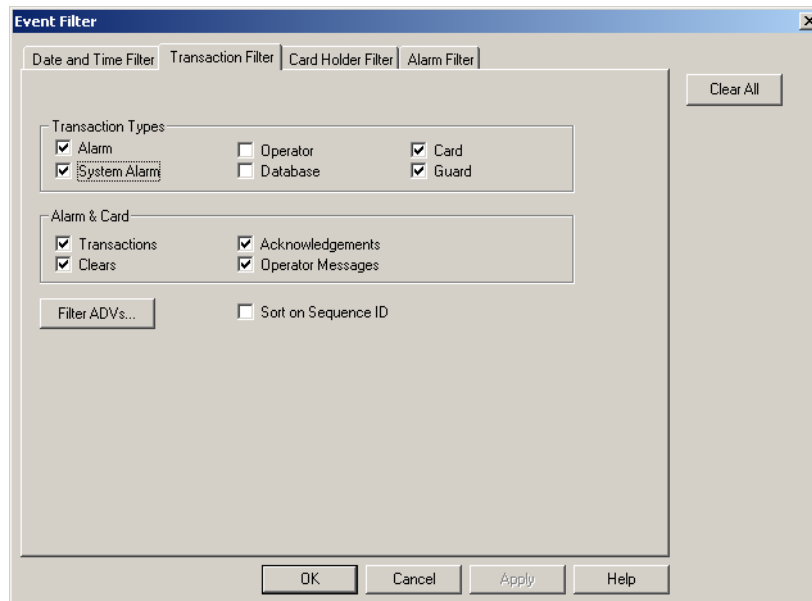 Event Filter
Date and Time Filter Transaction Filter Card Holder Filter Alarm Filter
Clear All
Transaction Types
Alarm Operator Card
System Alarm Database Guard
Alarm & Card
Transactions Acknowledgements
Clears Operator Messages
Filter ADVs... Sort on Sequence ID
OK Cancel Apply Help